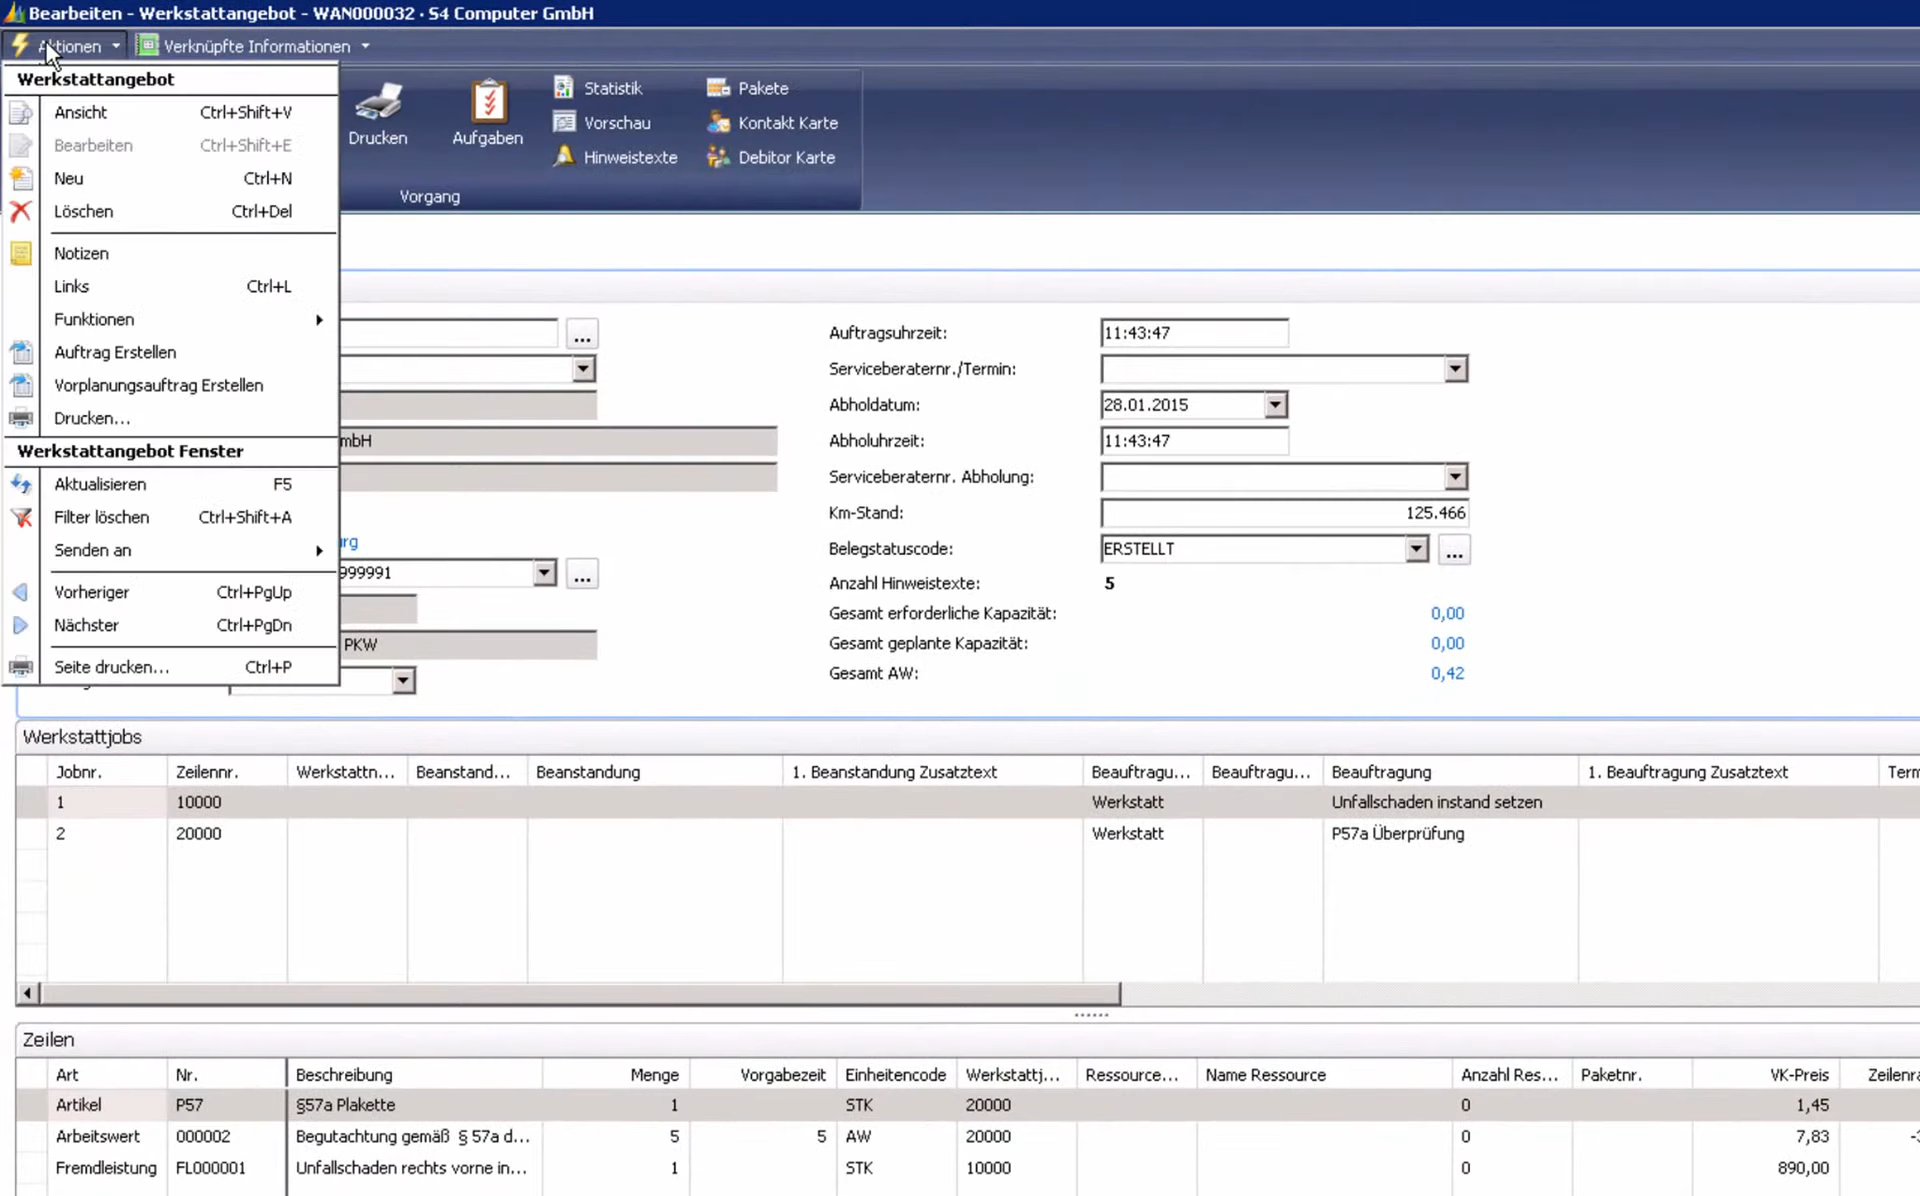 Bearbeiten - Werkstattangebot - WAN000032 · S4 Computer GmbH
Aktionen Verknüpfte Informationen
Werkstattangebot
Ansicht Ctrl+Shift+V
Bearbeiten Ctrl+Shift+E
Neu Ctrl+N
Löschen Ctrl+Del
Notizen
Links Ctrl+L
Funktionen
Auftrag Erstellen
Vorplanungsauftrag Erstellen
Drucken...
Werkstattangebot Fenster
Aktualisieren F5
Filter löschen Ctrl+Shift+A
Senden an
Vorheriger Ctrl+PgUp
Nächster Ctrl+PgDn
Seite drucken... Ctrl+P
Drucken
Aufgaben
Statistik
Vorschau
Hinweistexte
Pakete
Kontakt Karte
Debitor Karte
Vorgang
...
mbH
rg
999991 ...
PKW
Auftragsuhrzeit: 11:43:47
Serviceberaternr./Termin:
Abholdatum: 28.01.2015
Abholuhrzeit: 11:43:47
Serviceberaternr. Abholung:
Km-Stand: 125.466
Belegstatuscode: ERSTELLT ...
Anzahl Hinweistexte: 5
Gesamt erforderliche Kapazität: 0,00
Gesamt geplante Kapazität: 0,00
Gesamt AW: 0,42
Werkstattjobs
Jobnr. Zeilennr. Werkstattn... Beanstand... Beanstandung 1. Beanstandung Zusatztext Beauftragu... Beauftragu... Beauftragung 1. Beauftragung Zusatztext Term
1 10000 Werkstatt Unfallschaden instand setzen
2 20000 Werkstatt P57a Überprüfung
Zeilen
Art Nr. Beschreibung Menge Vorgabezeit Einheitencode Werkstattj... Ressource... Name Ressource Anzahl Res... Paketnr. VK-Preis Zeilenra
Artikel P57 §57a Plakette 1 STK 20000 0 1,45
Arbeitswert 000002 Begutachtung gemäß § 57a d... 5 5 AW 20000 0 7,83
Fremdleistung FL000001 Unfallschaden rechts vorne in... 1 STK 10000 0 890,00